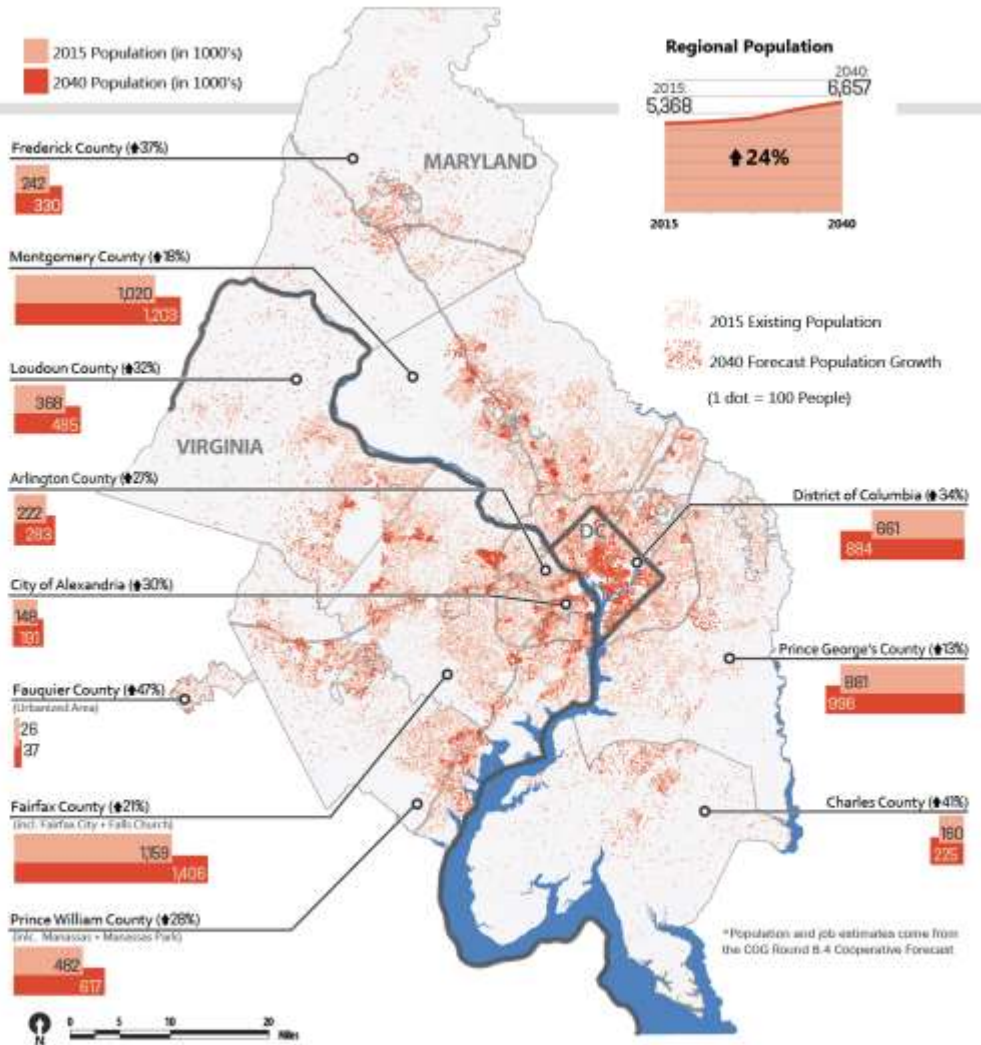 2015 Population (in 1000's)
2040 Population (in 1000's)
Regional Population
2015:
5,368
2040:
6,657
⬆24%
2015
2040
Frederick County (⬆37%)
242
330
MARYLAND
Montgomery County (⬆18%)
1,020
1,203
2015 Existing Population
2040 Forecast Population Growth
(1 dot = 100 People)
Loudoun County (⬆32%)
368
485
VIRGINIA
Arlington County (⬆27%)
222
283
District of Columbia (⬆34%)
661
884
DC
City of Alexandria (⬆30%)
148
191
Prince George's County (⬆13%)
881
996
Fauquier County (⬆47%)
(Urbanized Area)
26
37
Fairfax County (⬆21%)
(incl. Fairfax City + Falls Church)
1,159
1,406
Charles County (⬆41%)
160
225
Prince William County (⬆28%)
(inlc. Manassas + Manassas Park)
482
617
*Population and job estimates come from
the COG Round 8.4 Cooperative Forecast
N
0 5 10 20
Miles